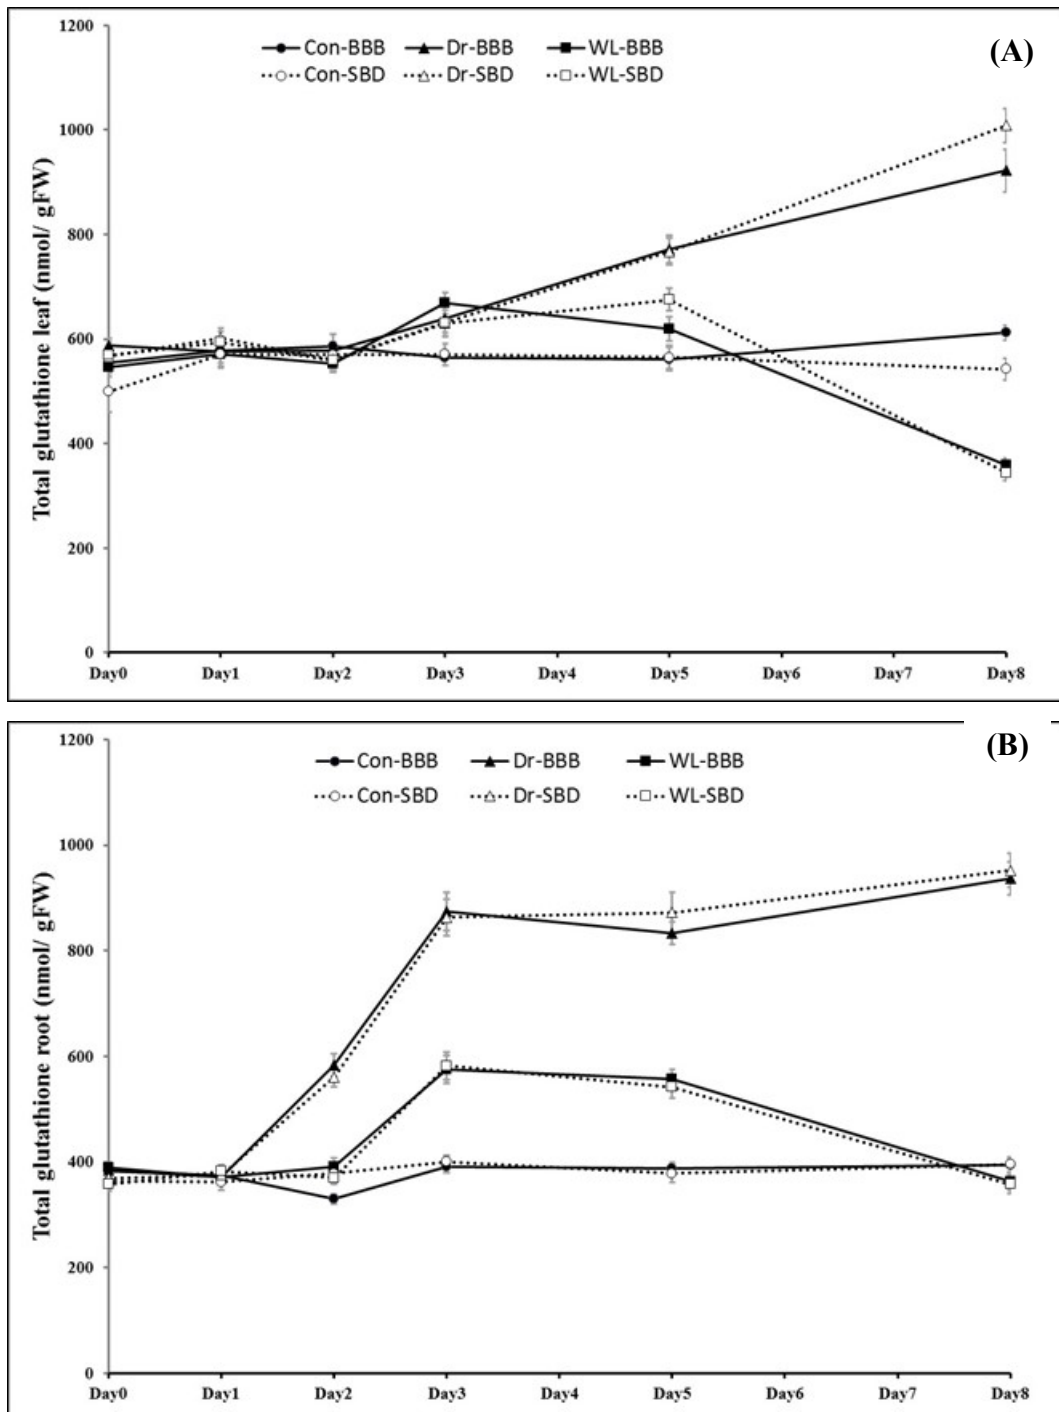 1200
Con-BBB Dr-BBB WL-BBB
(A)
Con-SBD Dr-SBD WL-SBD
1000
800
600
400
200
0
Total glutathione leaf (nmol/ gFW)
Day0 Day1 Day2 Day3 Day4 Day5 Day6 Day7 Day8
1200
(B)
Con-BBB Dr-BBB WL-BBB
Con-SBD Dr-SBD WL-SBD
1000
800
600
400
200
0
Total glutathione root (nmol/ gFW)
Day0 Day1 Day2 Day3 Day4 Day5 Day6 Day7 Day8